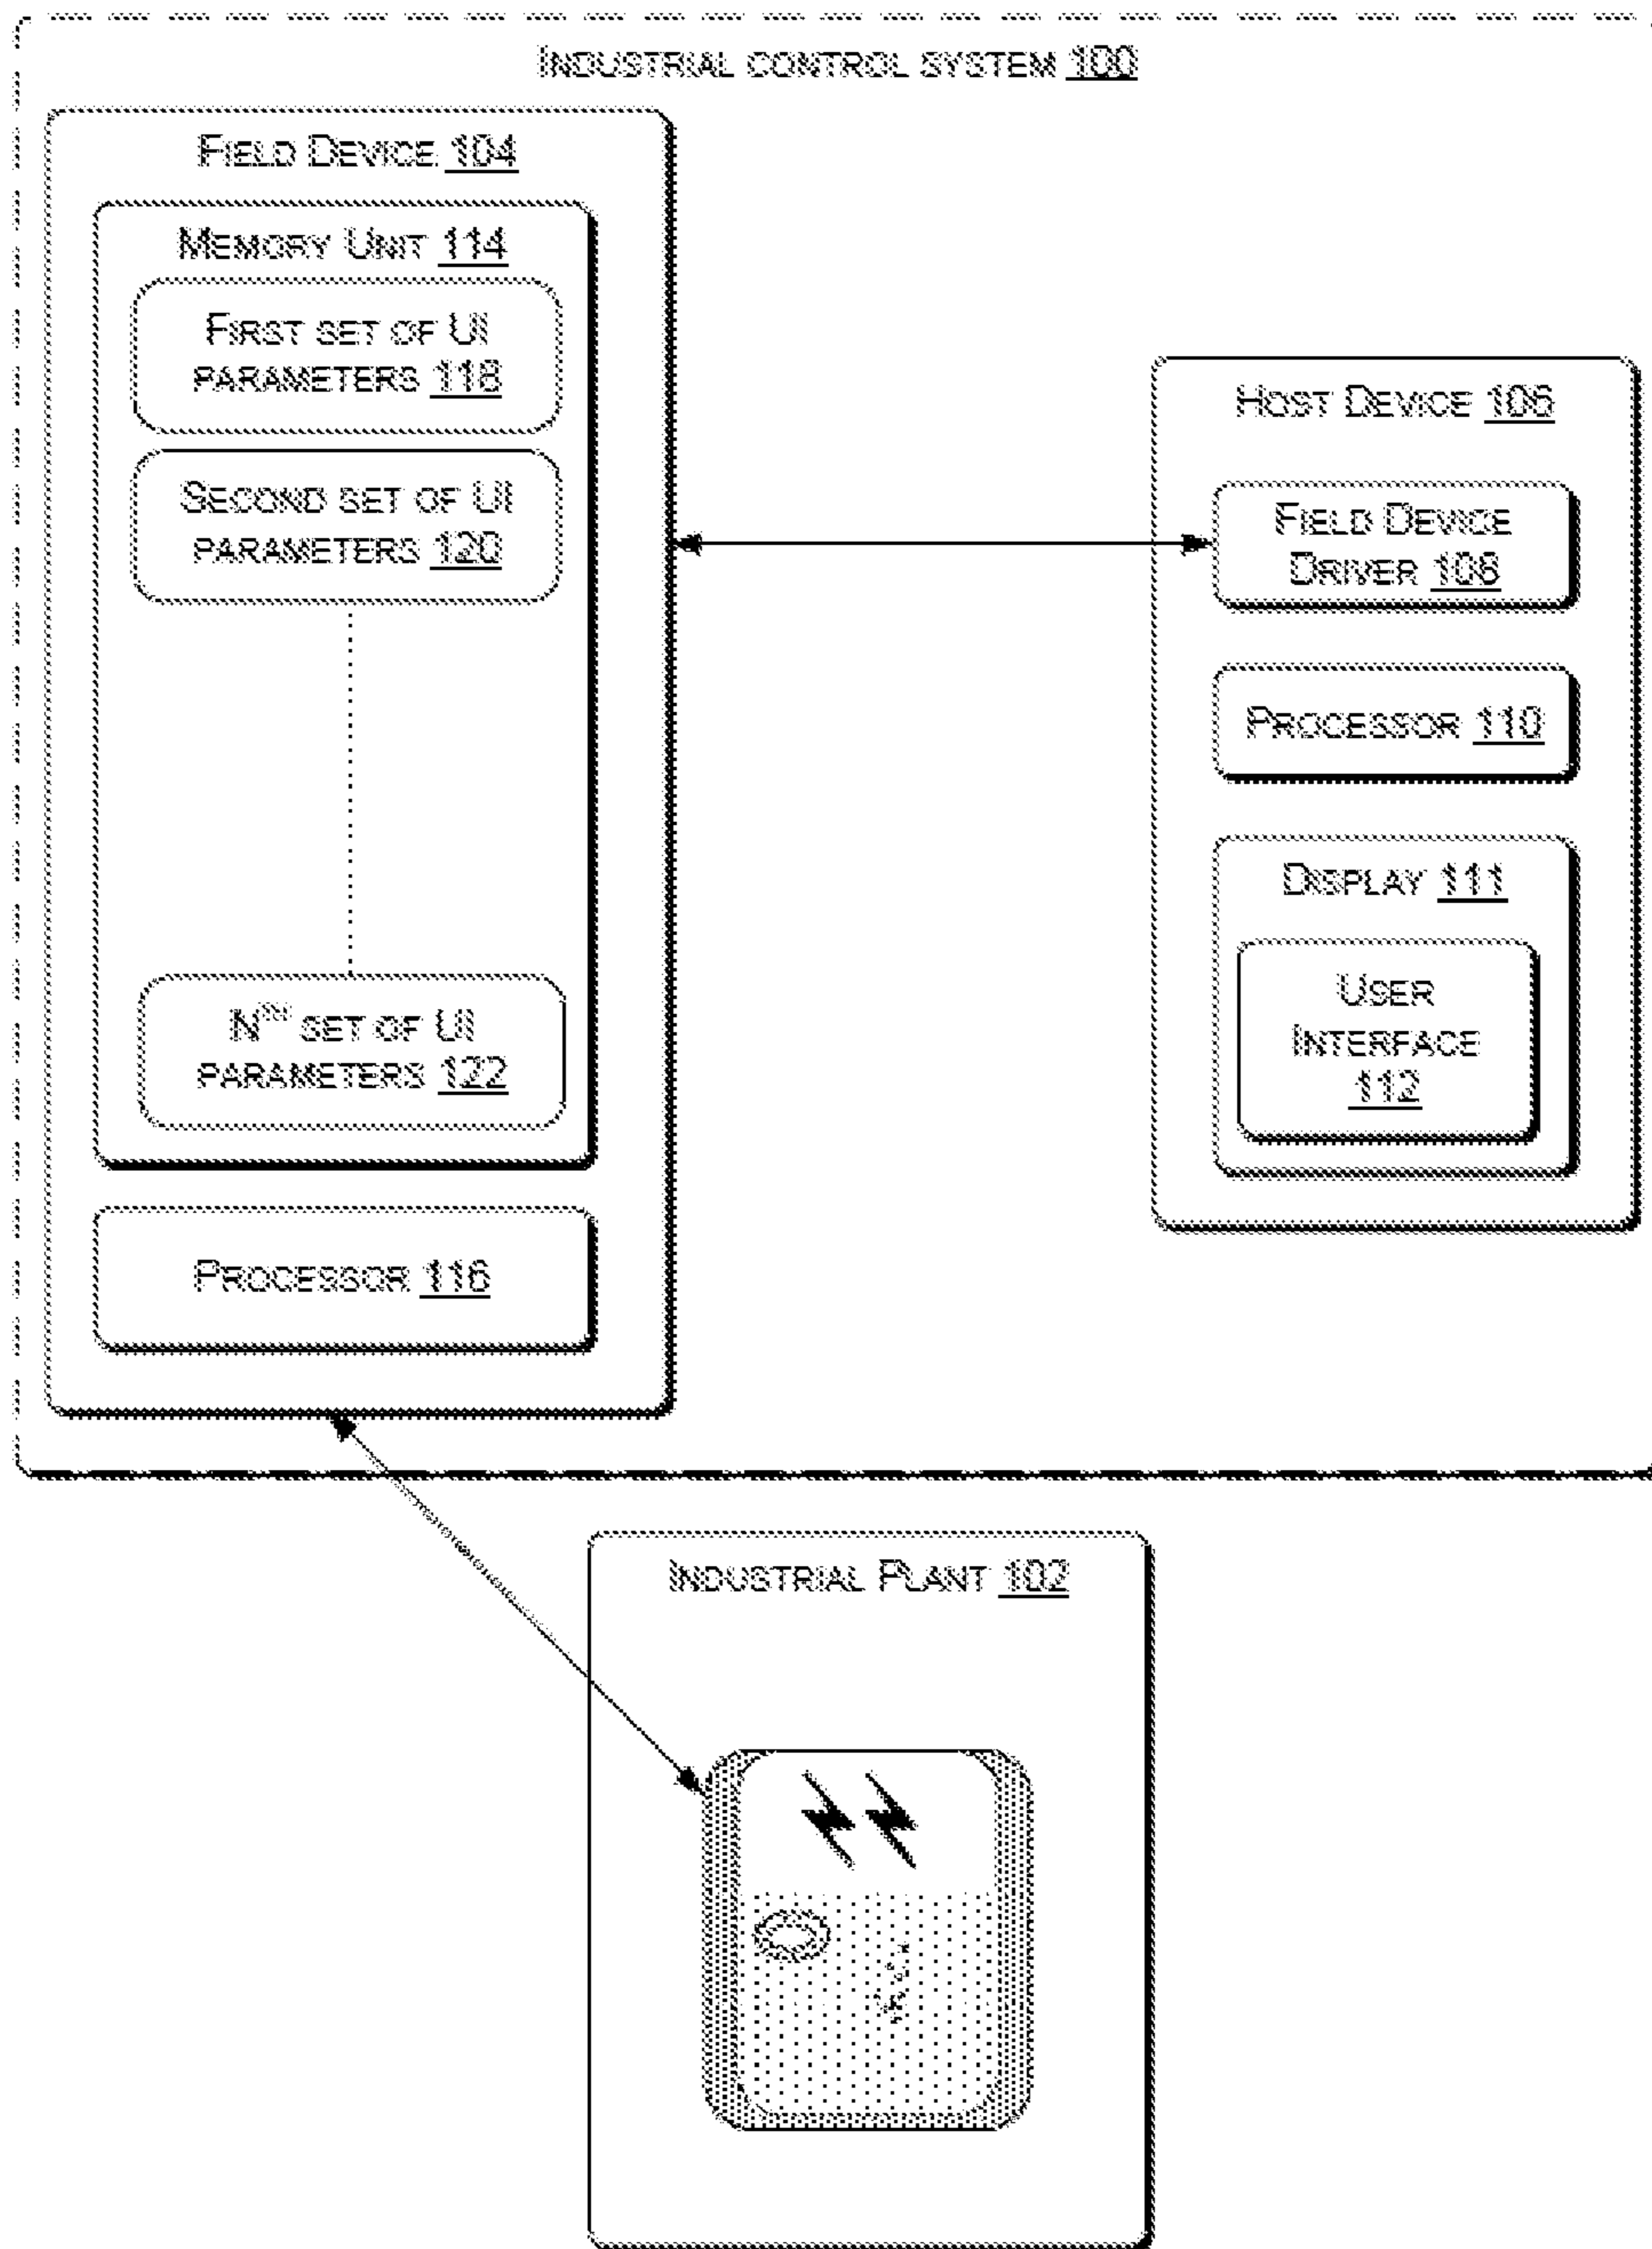 INDUSTRIAL CONTROL SYSTEM 100
FIELD DEVICE 104
MEMORY UNIT 114
FIRST SET OF UI
PARAMETERS 118
SECOND SET OF UI
PARAMETERS 120
NTH SET OF UI
PARAMETERS 122
PROCESSOR 116
HOST DEVICE 106
FIELD DEVICE
DRIVER 108
PROCESSOR 110
DISPLAY 111
USER
INTERFACE
112
INDUSTRIAL PLANT 102